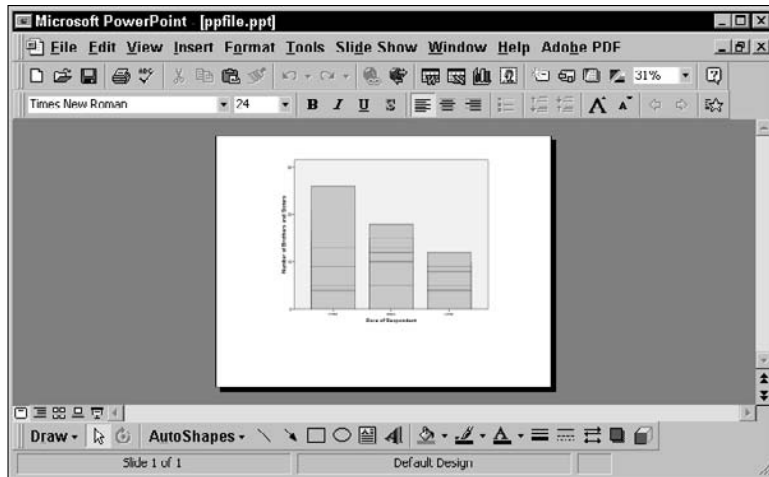 Microsoft PowerPoint - [ppfile.ppt]
File Edit View Insert Format Tools Slide Show Window Help Adobe PDF
31%
Times New Roman 24 B I U S A A
Number of Brothers and Sisters
Race of Respondent
Draw AutoShapes A
Slide 1 of 1 Default Design